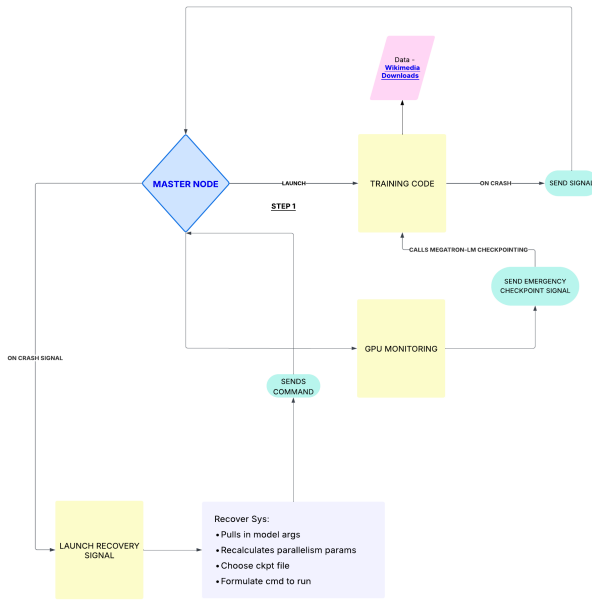 Data -
Wikimedia
Downloads
MASTER NODE
LAUNCH
TRAINING CODE
ON CRASH
SEND SIGNAL
STEP 1
CALLS MEGATRON-LM CHECKPOINTING
SEND EMERGENCY
CHECKPOINT SIGNAL
GPU MONITORING
ON CRASH SIGNAL
SENDS
COMMAND
LAUNCH RECOVERY
SIGNAL
Recover Sys:
•Pulls in model args
•Recalculates parallelism params
•Choose ckpt file
•Formulate cmd to run